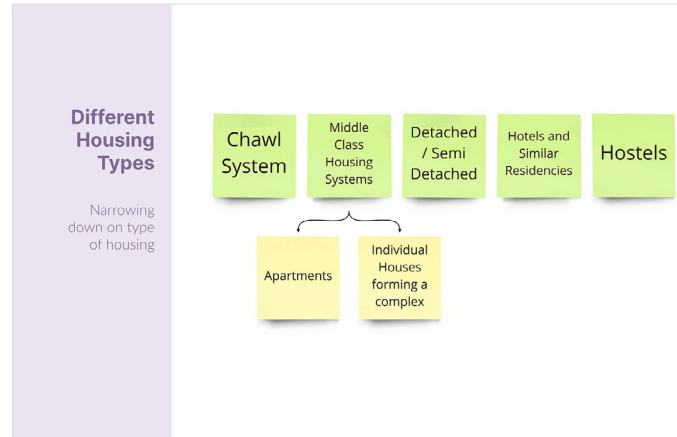 Different
Housing
Types
Narrowing
down on type
of housing
Chawl
System
Middle
Class
Housing
Systems
Detached
/ Semi
Detached
Hotels and
Similar
Residencies
Hostels
Apartments
Individual
Houses
forming a
complex